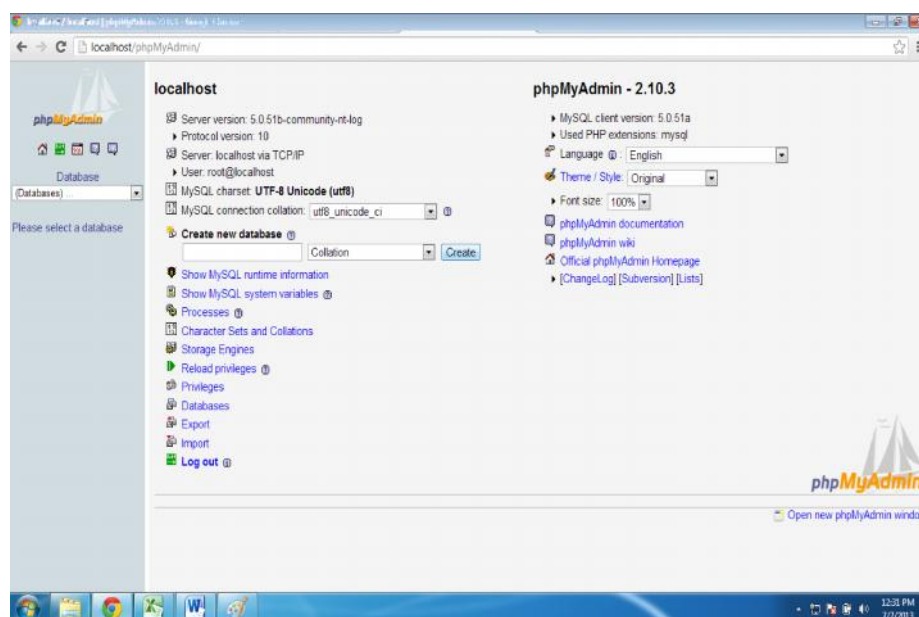 localhost/phpMyAdmin/
phpMyAdmin
Database
(Databases) ...
Please select a database
localhost
Server version: 5.0.51b-community-nt-log
Protocol version: 10
Server: localhost via TCP/IP
User: root@localhost
MySQL charset: UTF-8 Unicode (utf8)
MySQL connection collation: utf8_unicode_ci
Create new database
Collation
Create
Show MySQL runtime information
Show MySQL system variables
Processes
Character Sets and Collations
Storage Engines
Reload privileges
Privileges
Databases
Export
Import
Log out
phpMyAdmin - 2.10.3
MySQL client version: 5.0.51a
Used PHP extensions: mysql
Language : English
Theme / Style: Original
Font size: 100%
phpMyAdmin documentation
phpMyAdmin wiki
Official phpMyAdmin Homepage
[ChangeLog] [Subversion] [Lists]
phpMyAdmin
Open new phpMyAdmin windo
12:31 PM
7/2/2013